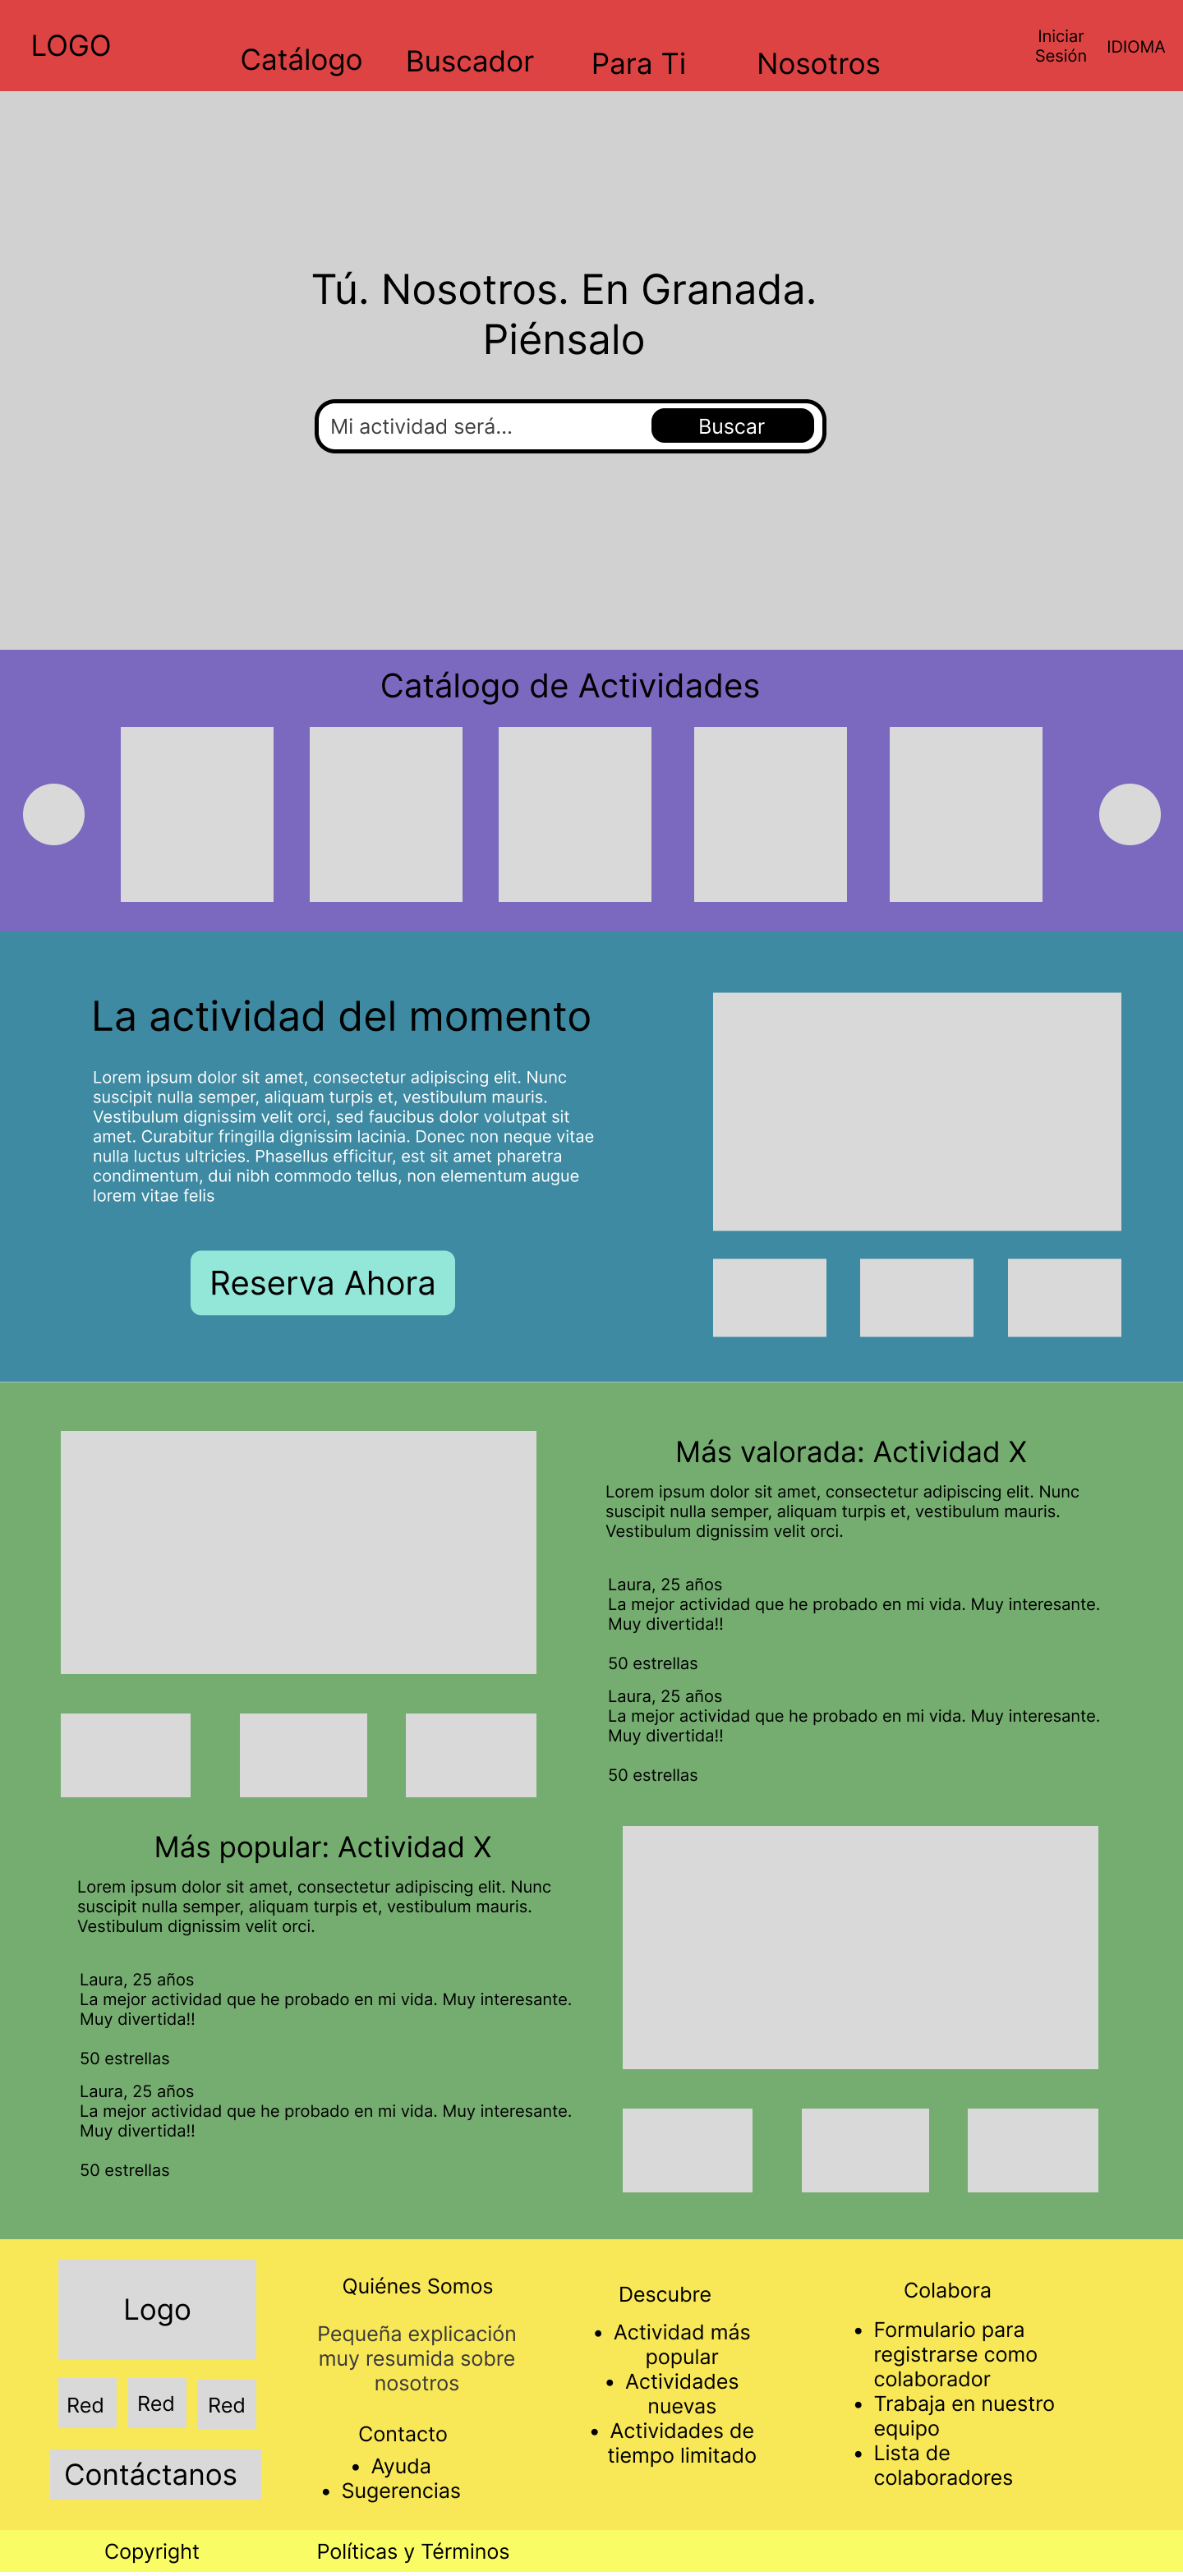 LOGO
Catálogo
Buscador
Para Ti
Nosotros
Iniciar
Sesión
IDIOMA
Tú. Nosotros. En Granada.
Piénsalo
Mi actividad será...
Buscar
Catálogo de Actividades
La actividad del momento
Lorem ipsum dolor sit amet, consectetur adipiscing elit. Nunc
suscipit nulla semper, aliquam turpis et, vestibulum mauris.
Vestibulum dignissim velit orci, sed faucibus dolor volutpat sit
amet. Curabitur fringilla dignissim lacinia. Donec non neque vitae
nulla luctus ultricies. Phasellus efficitur, est sit amet pharetra
condimentum, dui nibh commodo tellus, non elementum augue
lorem vitae felis
Reserva Ahora
Más valorada: Actividad X
Lorem ipsum dolor sit amet, consectetur adipiscing elit. Nunc
suscipit nulla semper, aliquam turpis et, vestibulum mauris.
Vestibulum dignissim velit orci.
Laura, 25 años
La mejor actividad que he probado en mi vida. Muy interesante.
Muy divertida!!
50 estrellas
Laura, 25 años
La mejor actividad que he probado en mi vida. Muy interesante.
Muy divertida!!
50 estrellas
Más popular: Actividad X
Lorem ipsum dolor sit amet, consectetur adipiscing elit. Nunc
suscipit nulla semper, aliquam turpis et, vestibulum mauris.
Vestibulum dignissim velit orci.
Laura, 25 años
La mejor actividad que he probado en mi vida. Muy interesante.
Muy divertida!!
50 estrellas
Laura, 25 años
La mejor actividad que he probado en mi vida. Muy interesante.
Muy divertida!!
50 estrellas
Logo
Red
Red
Red
Contáctanos
Quiénes Somos
Pequeña explicación
muy resumida sobre
nosotros
Contacto
• Ayuda
• Sugerencias
Descubre
• Actividad más
popular
• Actividades
nuevas
• Actividades de
tiempo limitado
Colabora
• Formulario para
registrarse como
colaborador
• Trabaja en nuestro
equipo
• Lista de
colaboradores
Copyright
Políticas y Términos